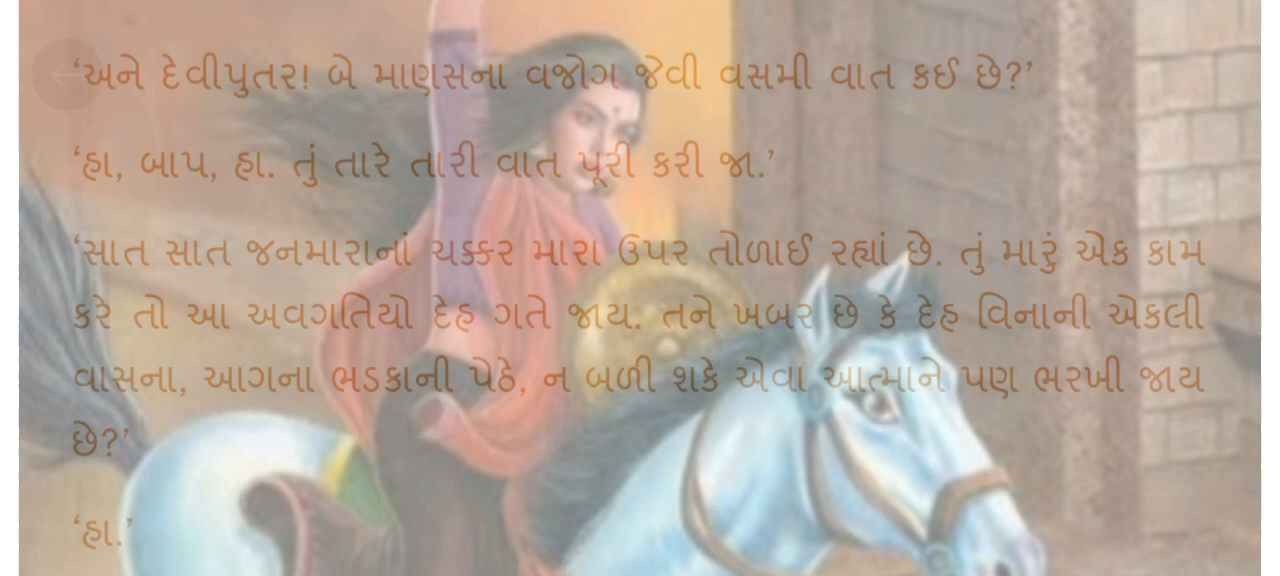 ‘અને દેવીપુતર! બે માણસના વજોગ જેવી વસમી વાત કઈ છે?’
‘હા, બાપ, હા. તું તારે તારી વાત પૂરી કરી જા.’
‘સાત સાત જનમારાનાં ચક્કર મારા ઉપર તોળાઈ રહ્યાં છે. તું મારું એક કામ
કરે તો આ અવગતિયો દેહ ગતે જાય. તને ખબર છે કે દેહ વિનાની એકલી
વાસના, આગના ભડકાની પેઠે, ન બળી શકે એવા આત્માને પણ ભરખી જાય
છે?’
‘હા.’